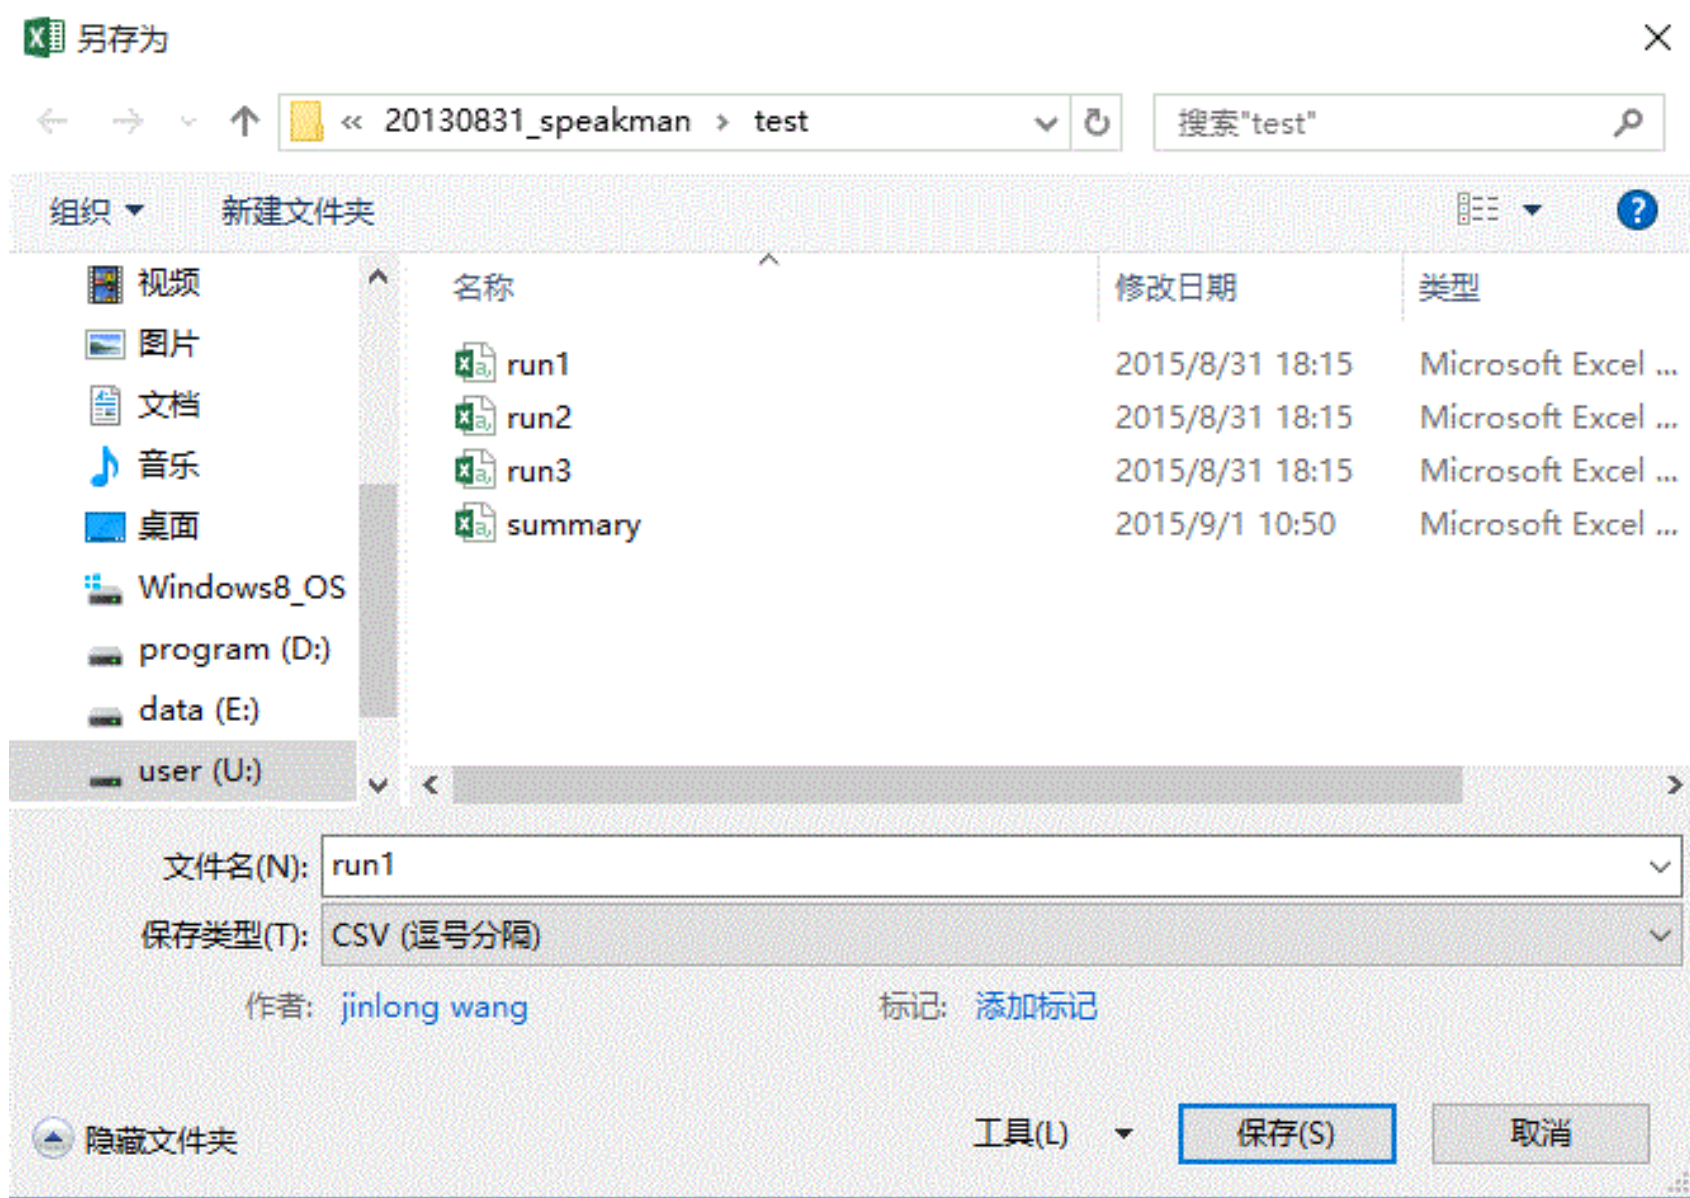 另存为
« 20130831_speakman › test
搜索"test"
组织 新建文件夹
名称 修改日期 类型
视频
图片
文档
音乐
桌面
Windows8_OS
program (D:)
data (E:)
user (U:)
run1 2015/8/31 18:15 Microsoft Excel ...
run2 2015/8/31 18:15 Microsoft Excel ...
run3 2015/8/31 18:15 Microsoft Excel ...
summary 2015/9/1 10:50 Microsoft Excel ...
文件名(N): run1
保存类型(T): CSV (逗号分隔)
作者: jinlong wang 标记: 添加标记
隐藏文件夹 工具(L) 保存(S) 取消